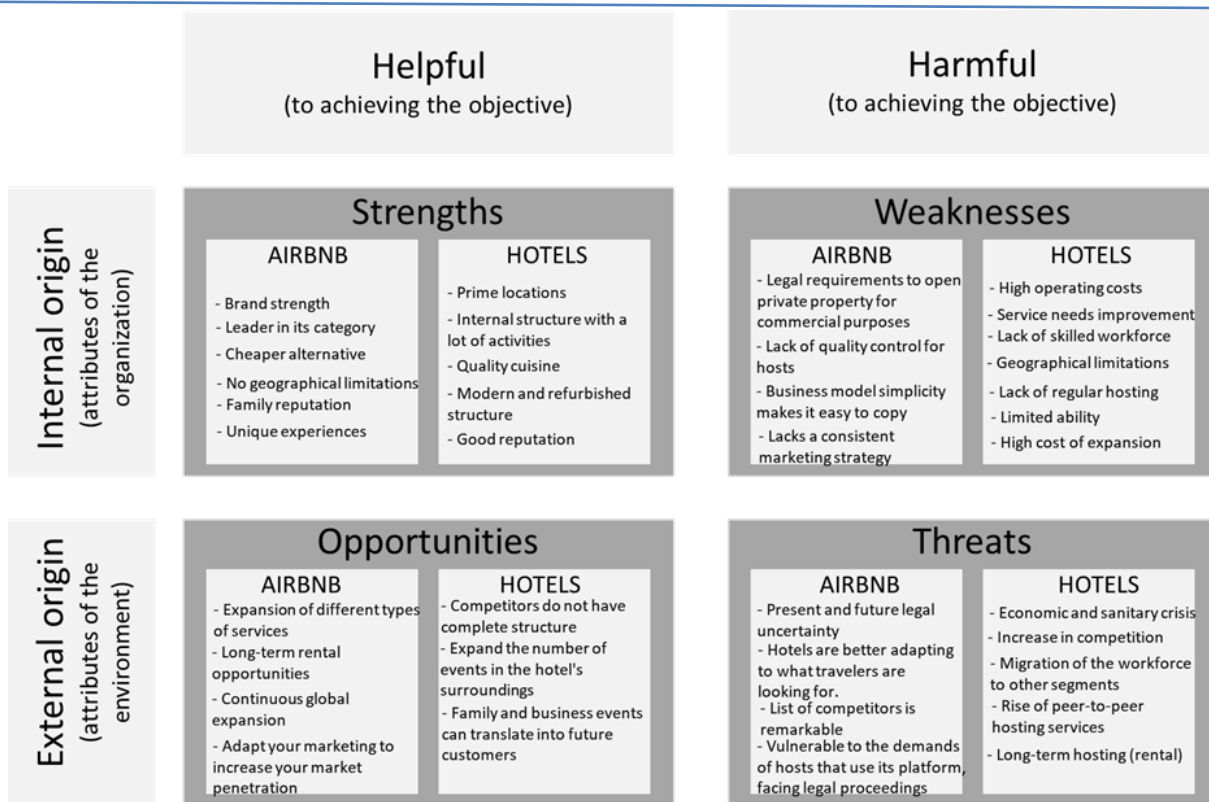 Helpful
(to achieving the objective)
Harmful
(to achieving the objective)
Internal origin
(attributes of the
organization)
Strengths
AIRBNB
- Brand strength
- Leader in its category
- Cheaper alternative
- No geographical limitations
- Family reputation
- Unique experiences
HOTELS
- Prime locations
- Internal structure with a
lot of activities
- Quality cuisine
- Modern and refurbished
structure
- Good reputation
Weaknesses
AIRBNB
- Legal requirements to open
private property for
commercial purposes
- Lack of quality control for
hosts
- Business model simplicity
makes it easy to copy
- Lacks a consistent
marketing strategy
HOTELS
- High operating costs
- Service needs improvement
- Lack of skilled workforce
- Geographical limitations
- Lack of regular hosting
- Limited ability
- High cost of expansion
External origin
(attributes of the
environment)
Opportunities
AIRBNB
- Expansion of different types
of services
- Long-term rental
opportunities
- Continuous global
expansion
- Adapt your marketing to
increase your market
penetration
HOTELS
- Competitors do not have
complete structure
- Expand the number of
events in the hotel's
surroundings
- Family and business events
can translate into future
customers
Threats
AIRBNB
- Present and future legal
uncertainty
- Hotels are better adapting
to what travelers are
looking for.
- List of competitors is
remarkable
- Vulnerable to the demands
of hosts that use its platform,
facing legal proceedings
HOTELS
- Economic and sanitary crisis
- Increase in competition
- Migration of the workforce
to other segments
- Rise of peer-to-peer
hosting services
- Long-term hosting (rental)